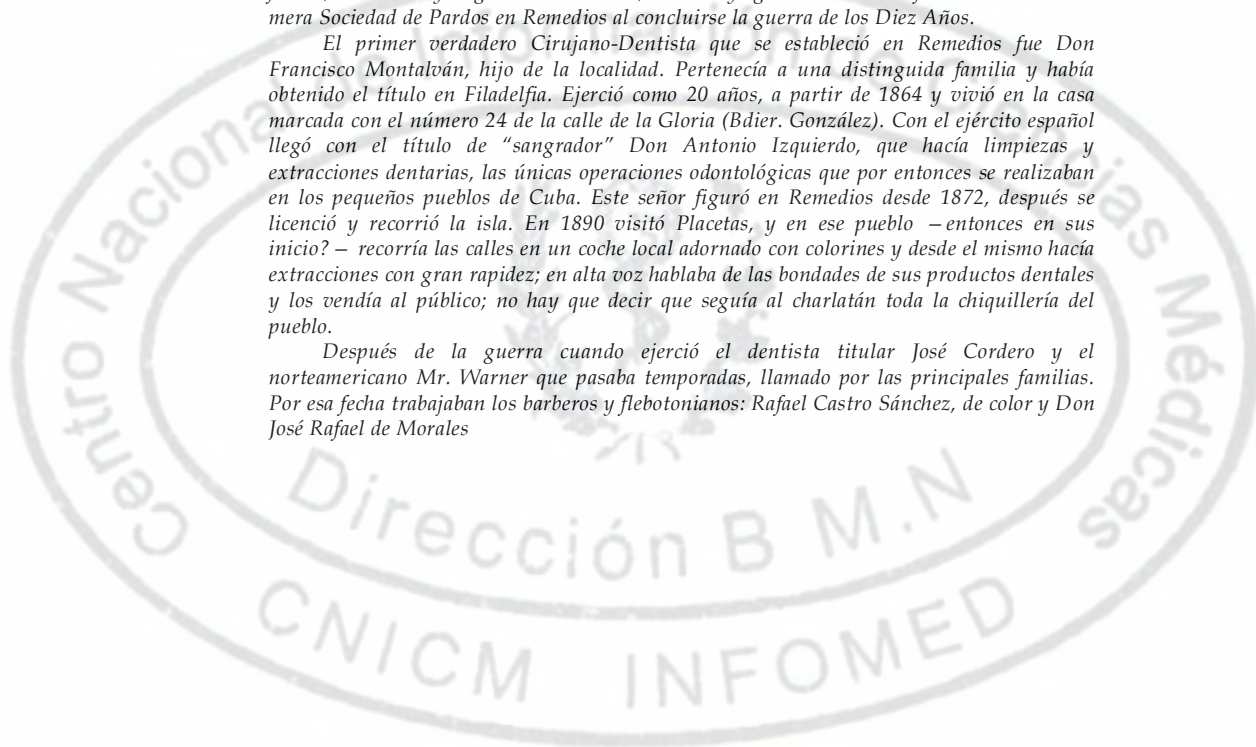 mera Sociedad de Pardos en Remedios al concluirse la guerra de los Diez Años.
El primer verdadero Cirujano-Dentista que se estableció en Remedios fue Don
Francisco Montalván, hijo de la localidad. Pertenecía a una distinguida familia y había
obtenido el título en Filadelfia. Ejerció como 20 años, a partir de 1864 y vivió en la casa
marcada con el número 24 de la calle de la Gloria (Bdier. González). Con el ejército español
llegó con el título de “sangrador” Don Antonio Izquierdo, que hacía limpiezas y
extracciones dentarias, las únicas operaciones odontológicas que por entonces se realizaban
en los pequeños pueblos de Cuba. Este señor figuró en Remedios desde 1872, después se
licenció y recorrió la isla. En 1890 visitó Placetas, y en ese pueblo —entonces en sus
inicio?— recorría las calles en un coche local adornado con colorines y desde el mismo hacía
extracciones con gran rapidez; en alta voz hablaba de las bondades de sus productos dentales
y los vendía al público; no hay que decir que seguía al charlatán toda la chiquillería del
pueblo.
Después de la guerra cuando ejerció el dentista titular José Cordero y el
norteamericano Mr. Warner que pasaba temporadas, llamado por las principales familias.
Por esa fecha trabajaban los barberos y flebotonianos: Rafael Castro Sánchez, de color y Don
José Rafael de Morales
Centro Nacional de Información de Ciencias Médicas
Dirección B M.N
CNICM INFOMED